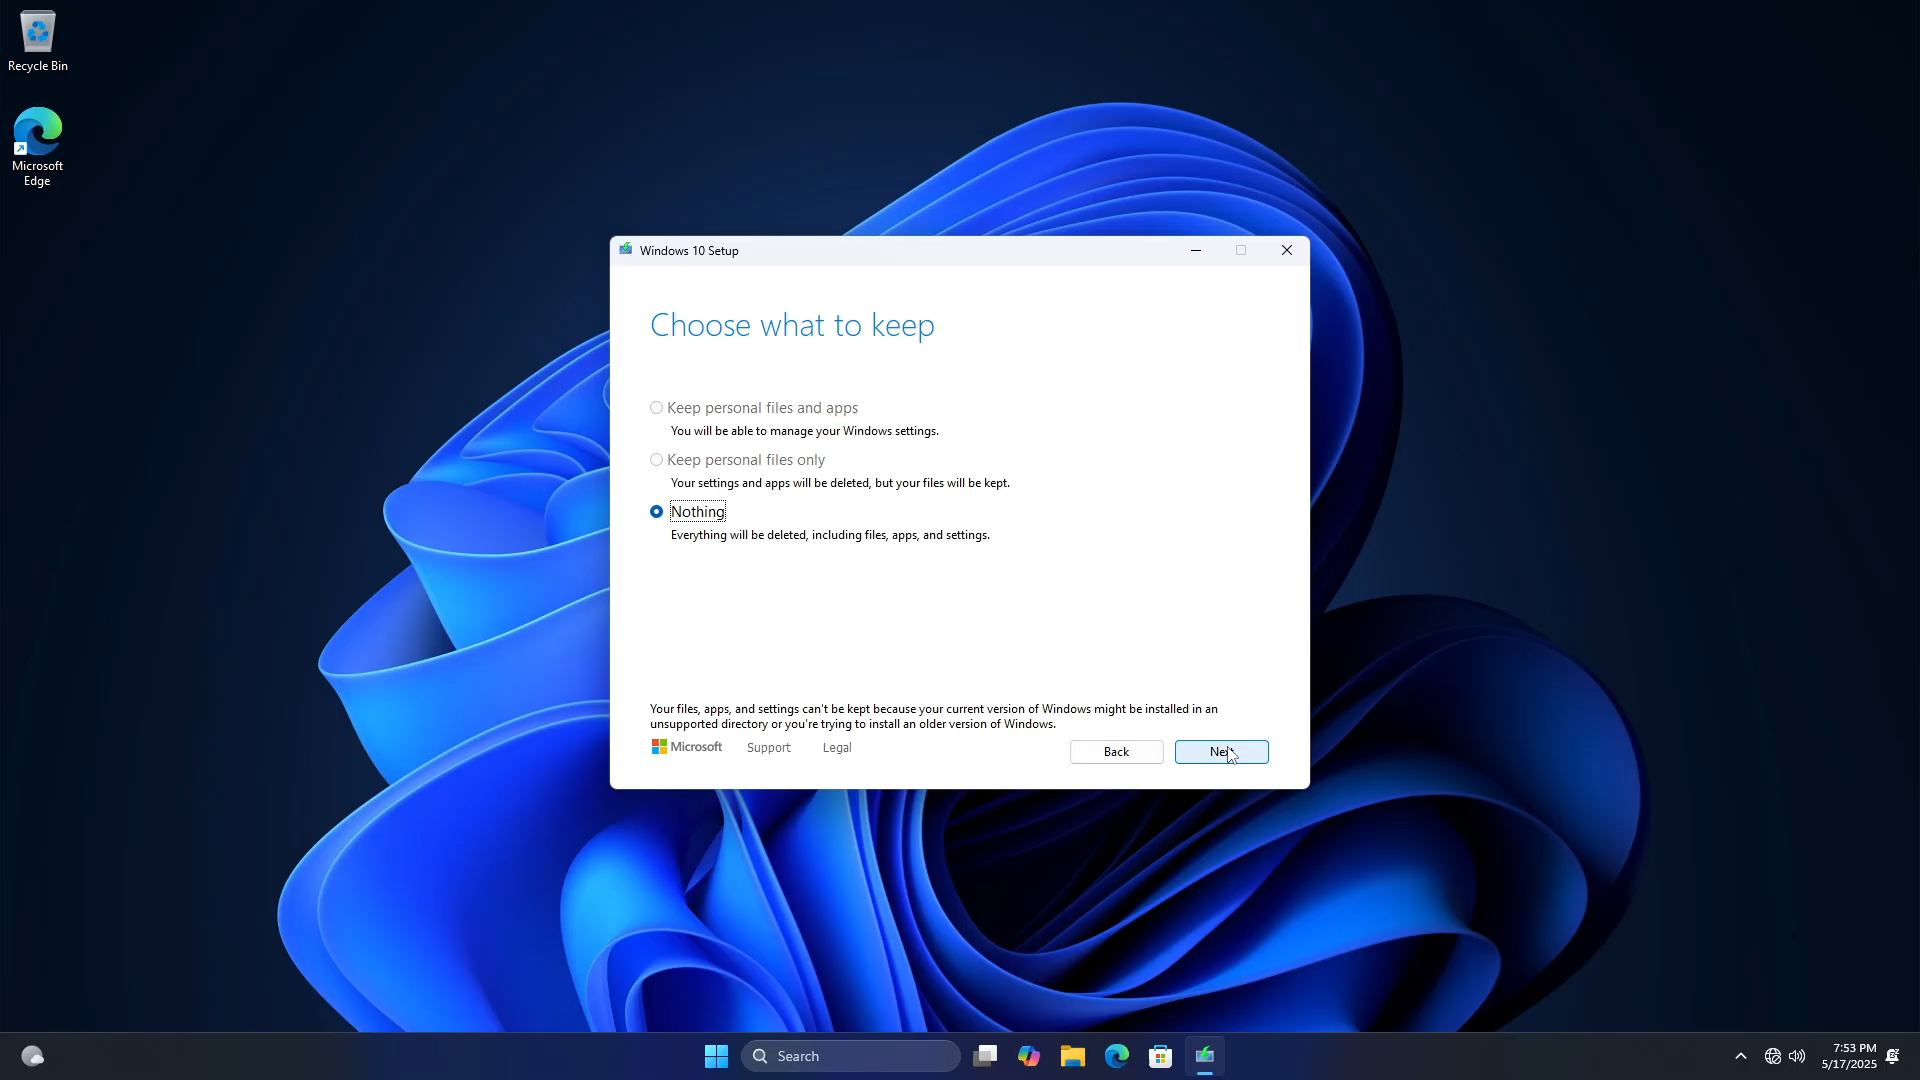 Recycle Bin
Microsoft
Edge
Windows 10 Setup
Choose what to keep
Keep personal files and apps
You will be able to manage your Windows settings.
Keep personal files only
Your settings and apps will be deleted, but your files will be kept.
Nothing
Everything will be deleted, including files, apps, and settings.
Your files, apps, and settings can't be kept because your current version of Windows might be installed in an
unsupported directory or you're trying to install an older version of Windows.
Microsoft Support Legal
Back Next
Search
7:53 PM
5/17/2025